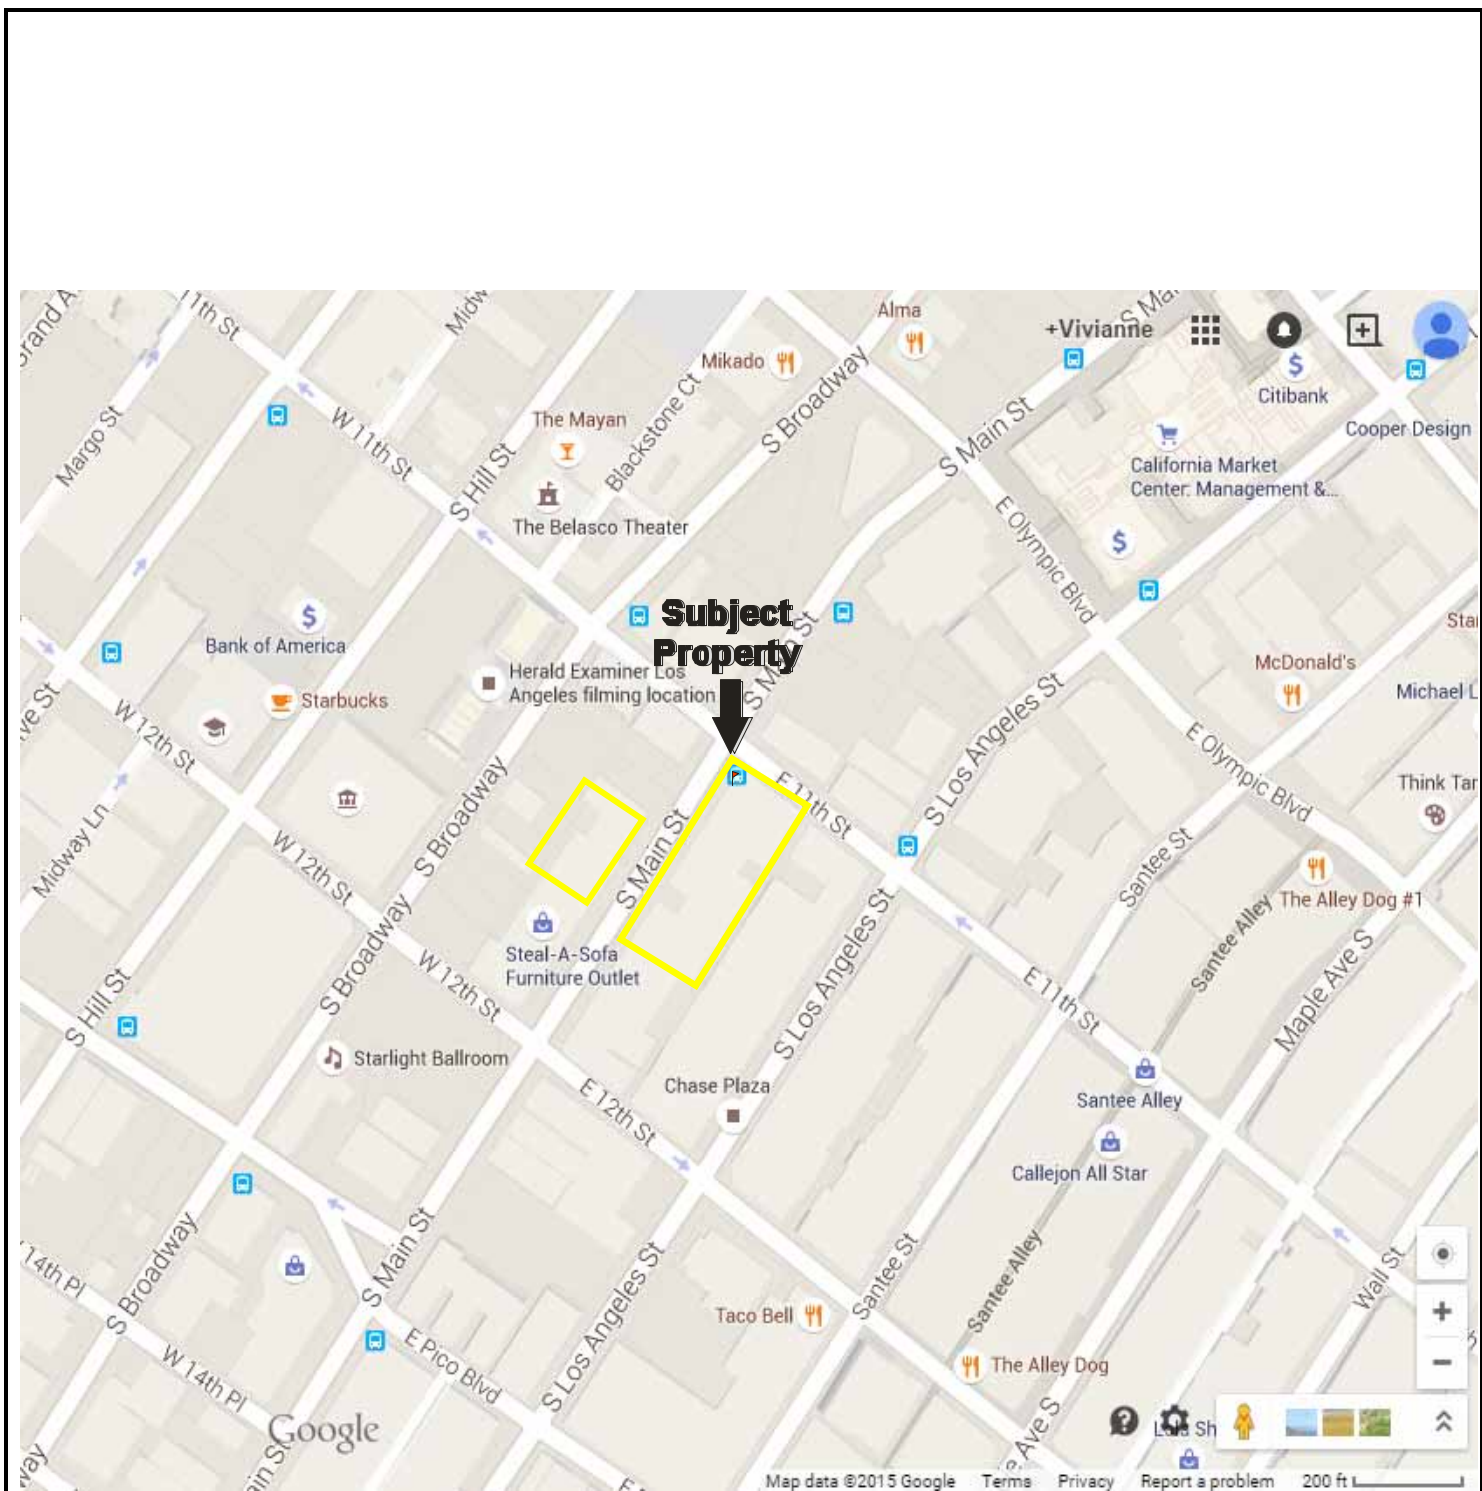 Alma
+Vivianne
S Broadway
Mikado
Citibank
The Mayan
Blackstone Ct
S Main St
Cooper Design
W 11th St
Margo St
S Hill St
California Market
Center: Management &...
The Belasco Theater
E Olympic Blvd
Subject
Property
Bank of America
Herald Examiner Los
Angeles filming location
S Main St
McDonald's
Starbucks
Michael L
W 12th St
S Los Angeles St
E Olympic Blvd
Think Tar
E 11th St
S Broadway
S Main St
Midway Ln
W 12th St
Santee St
The Alley Dog #1
Santee Alley
S Broadway
Steal-A-Sofa
Furniture Outlet
W 12th St
S Hill St
S Los Angeles St
E 11th St
Maple Ave S
Starlight Ballroom
Chase Plaza
E 12th St
Santee Alley
Callejon All Star
S Broadway
S Main St
14th Pl
S Los Angeles St
Santee St
Santee Alley
Wall St
Taco Bell
E Pico Blvd
The Alley Dog
W 14th Pl
Google
Map data ©2015 Google
Terms
Privacy
Report a problem
200 ft